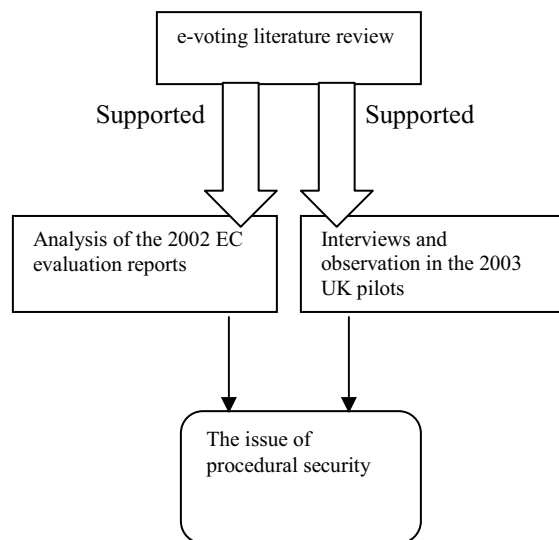 e-voting literature review
Supported
Supported
Analysis of the 2002 EC
evaluation reports
Interviews and
observation in the 2003
UK pilots
The issue of
procedural security